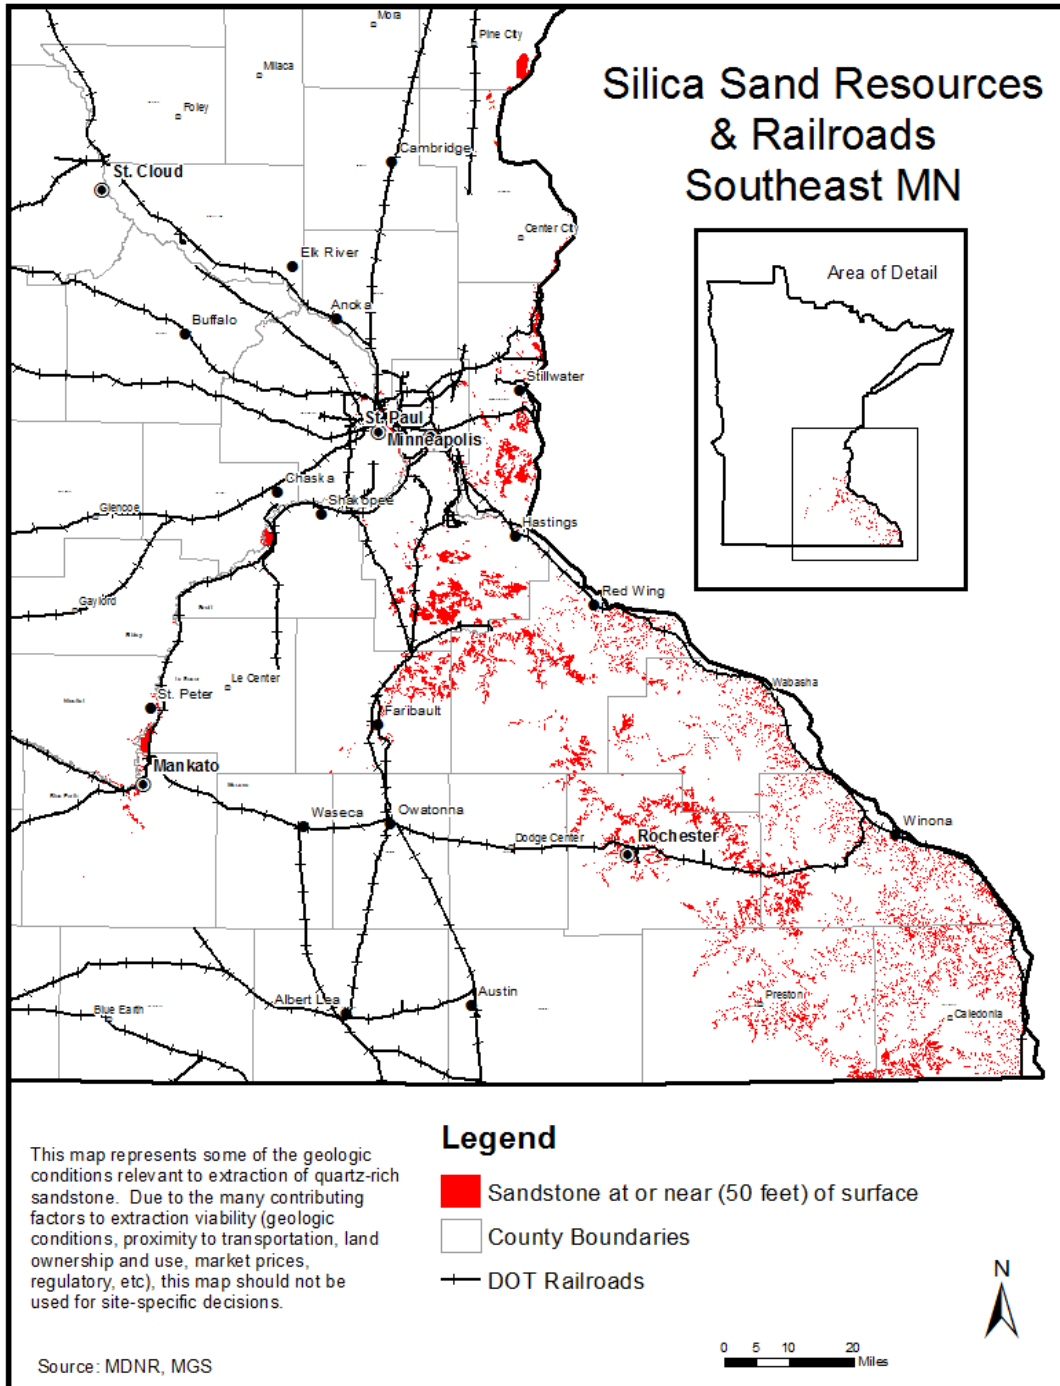 Mora
Pine City
Milaca
Foley
Silica Sand Resources
& Railroads
Southeast MN
Cambridge
St. Cloud
Center City
Elk River
Area of Detail
Anoka
Buffalo
Stillwater
St. Paul
Minneapolis
Chaska
Shakopee
Glencoe
Hastings
Red Wing
Gaylord
Le Center
Wabasha
St. Peter
Faribault
Mankato
Waseca
Owatonna
Dodge Center
Rochester
Winona
Albert Lea
Austin
Preston
Blue Earth
Caledonia
Legend
This map represents some of the geologic
conditions relevant to extraction of quartz-rich
sandstone. Due to the many contributing
factors to extraction viability (geologic
conditions, proximity to transportation, land
ownership and use, market prices,
regulatory, etc), this map should not be
used for site-specific decisions.
Sandstone at or near (50 feet) of surface
County Boundaries
DOT Railroads
N
0 5 10 20
Miles
Source: MDNR, MGS